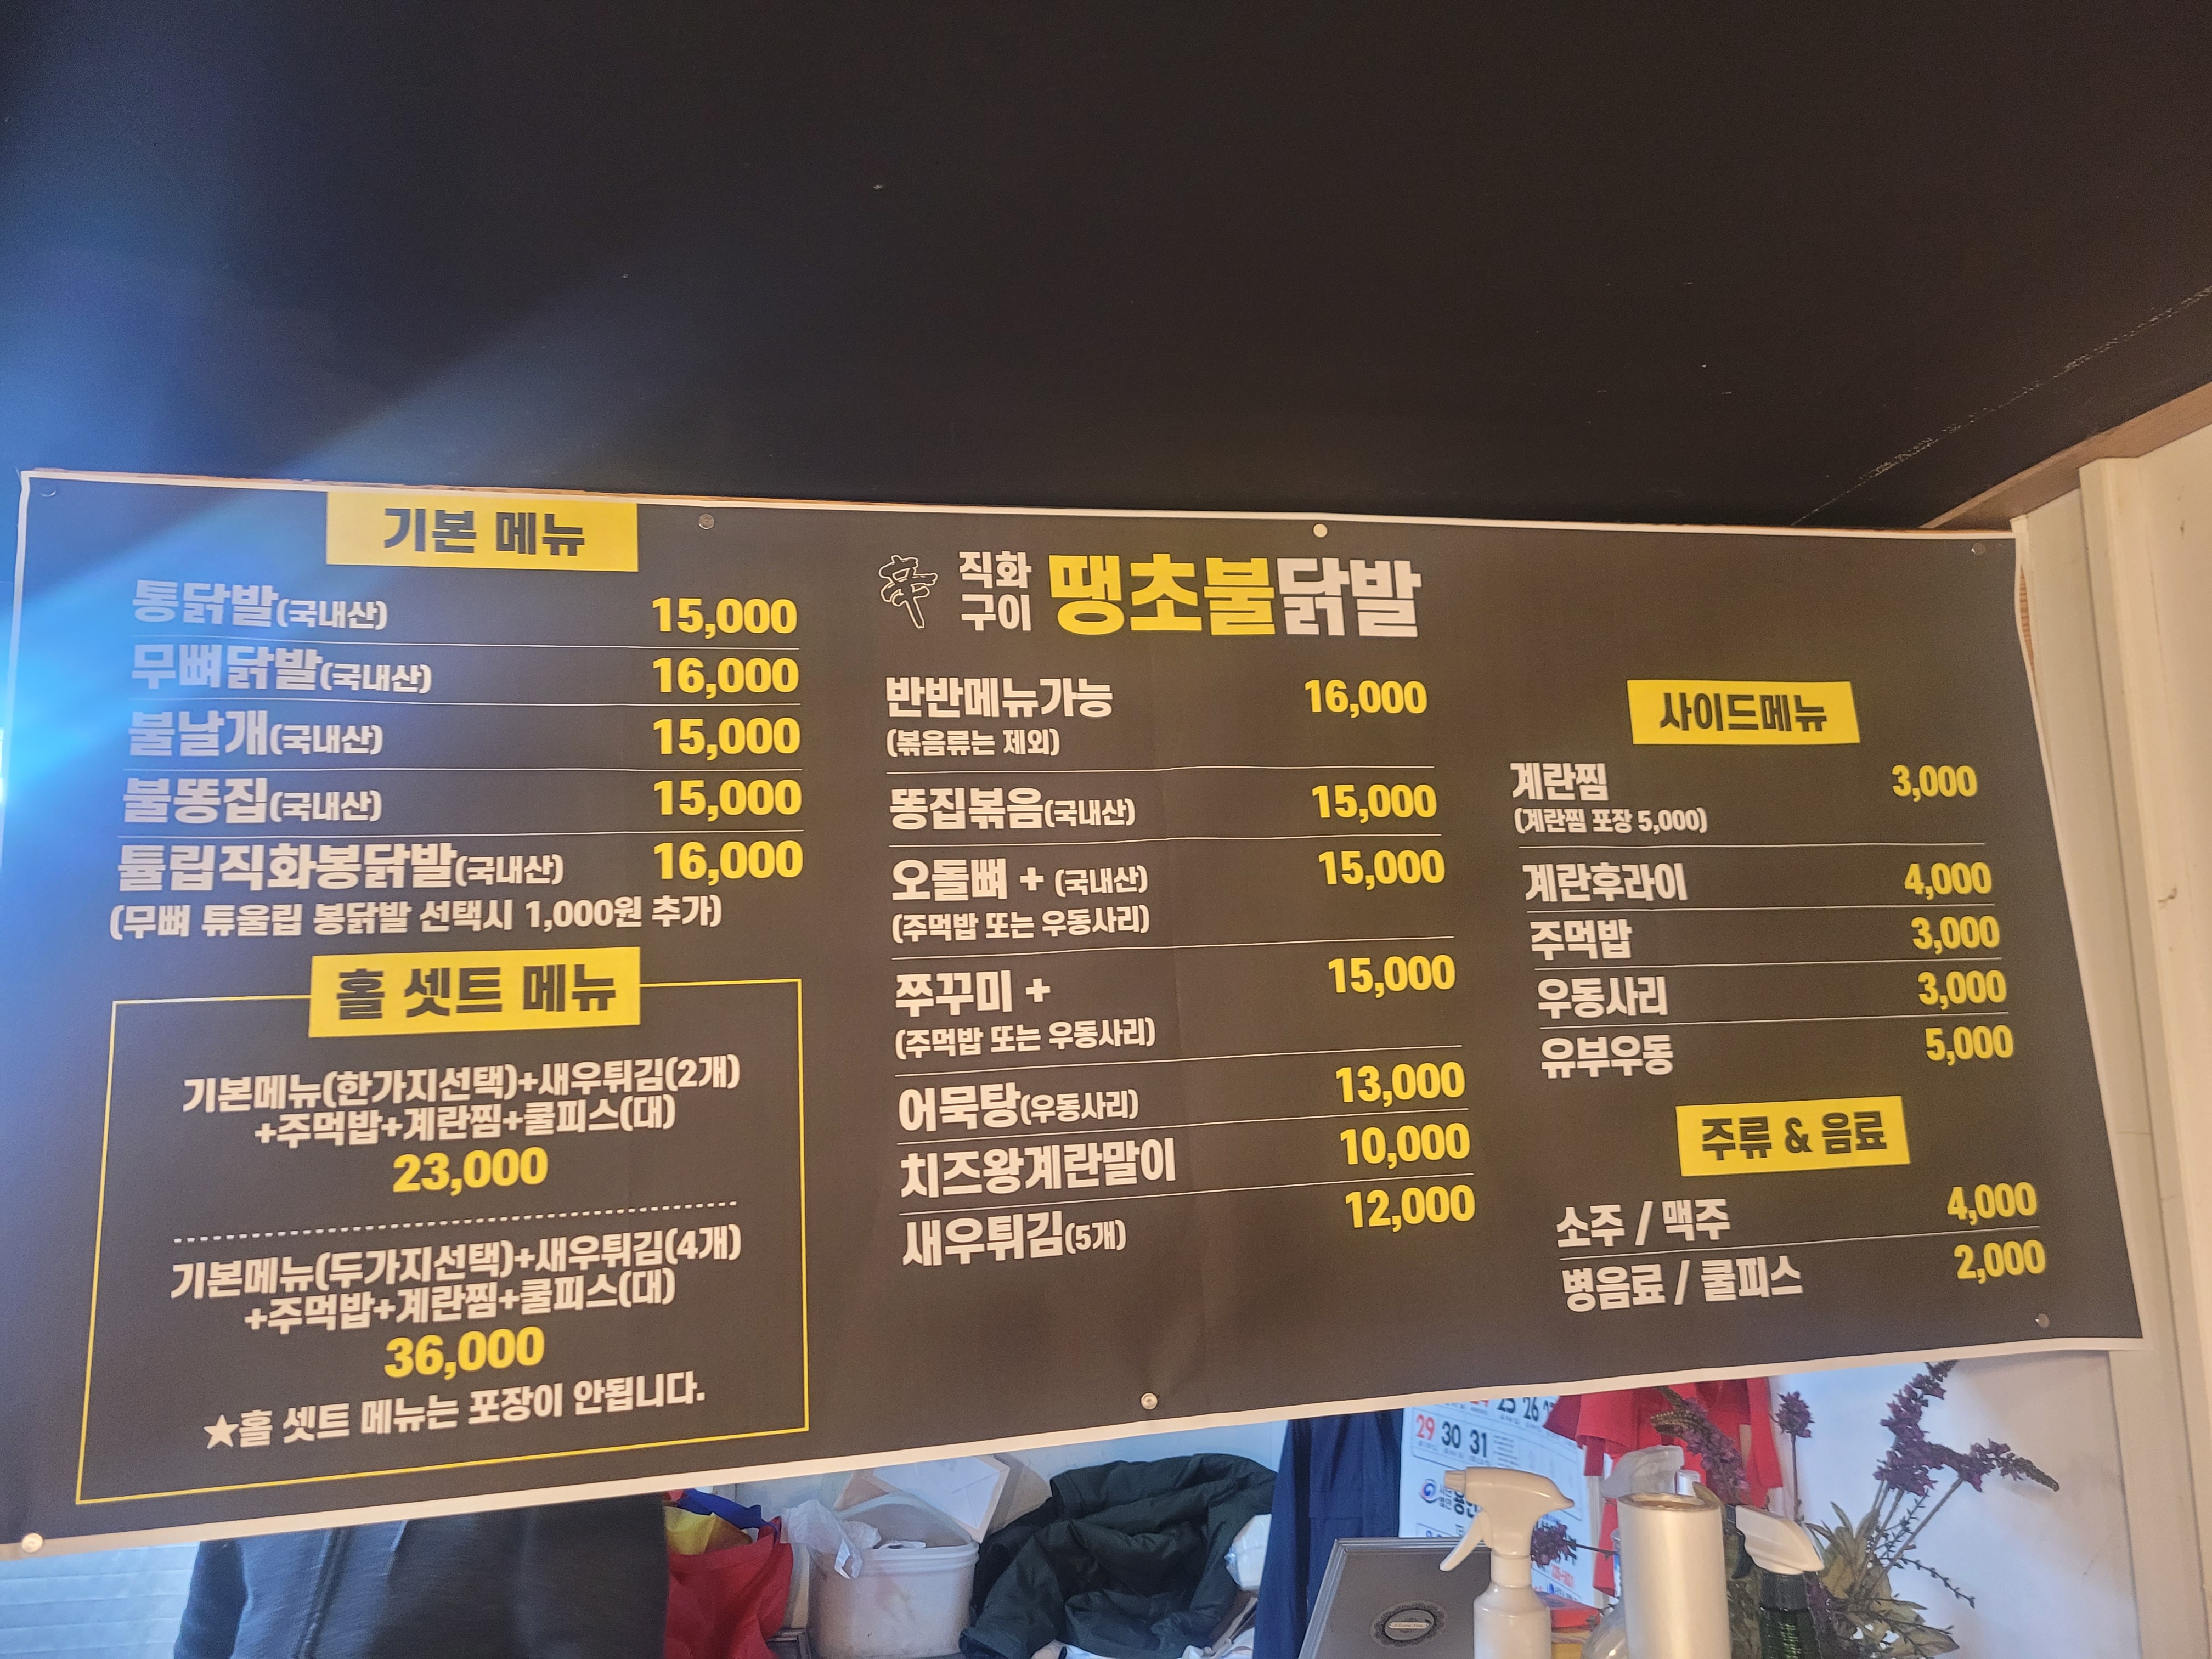 기본 메뉴
통닭발(국내산) 15,000
무뼈닭발(국내산) 16,000
불날개(국내산) 15,000
불똥집(국내산) 15,000
튤립직화봉닭발(국내산) 16,000
(무뼈 튜울립 봉닭발 선택시 1,000원 추가)
홀 셋트 메뉴
기본메뉴(한가지선택)+새우튀김(2개)
+주먹밥+계란찜+쿨피스(대)
23,000
기본메뉴(두가지선택)+새우튀김(4개)
+주먹밥+계란찜+쿨피스(대)
36,000
★홀 셋트 메뉴는 포장이 안됩니다.
辛 직화
구이 땡초불닭발
반반메뉴가능 16,000
(볶음류는 제외)
똥집볶음(국내산) 15,000
오돌뼈 + (국내산) 15,000
(주먹밥 또는 우동사리)
쭈꾸미 + 15,000
(주먹밥 또는 우동사리)
어묵탕(우동사리) 13,000
치즈왕계란말이 10,000
새우튀김(5개) 12,000
사이드메뉴
계란찜 3,000
(계란찜 포장 5,000)
계란후라이 4,000
주먹밥 3,000
우동사리 3,000
유부우동 5,000
주류 & 음료
소주 / 맥주 4,000
병음료 / 쿨피스 2,000
25 26
29 30 31